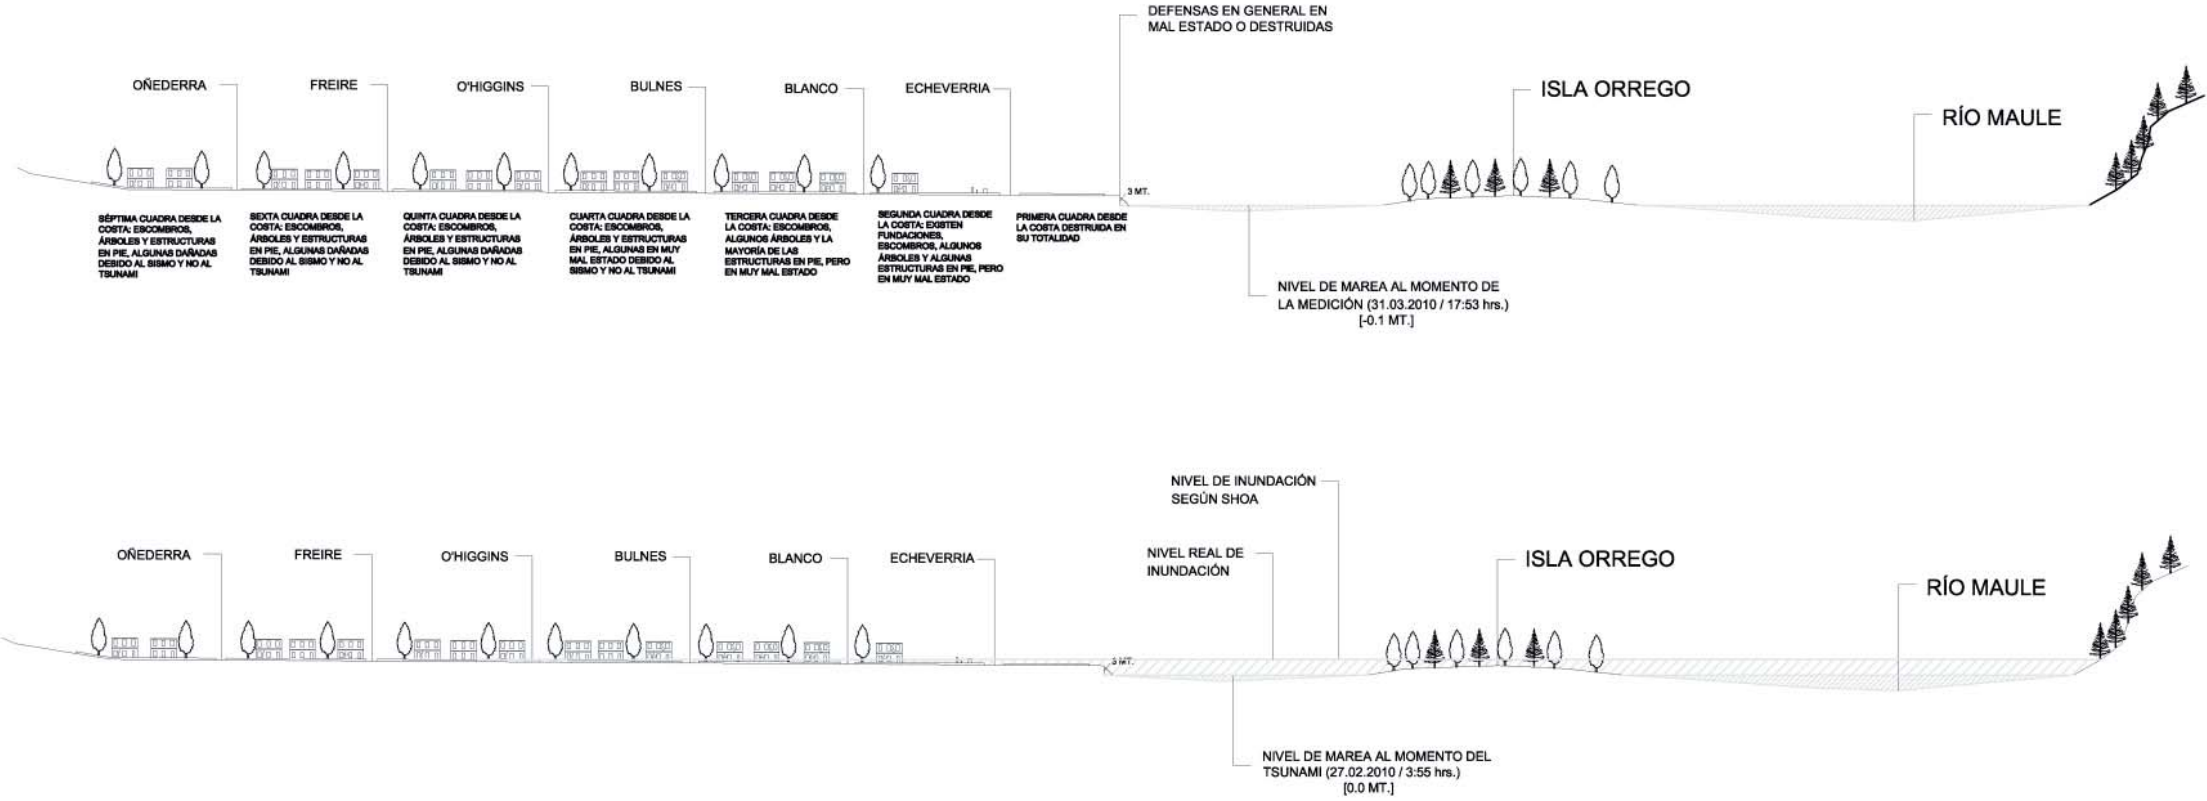 DEFENSAS EN GENERAL EN
MAL ESTADO O DESTRUIDAS
OÑEDERRA
FREIRE
O'HIGGINS
BULNES
BLANCO
ECHEVERRIA
ISLA ORREGO
RÍO MAULE
3 MT.
SÉPTIMA CUADRA DESDE LA
COSTA: ESCOMBROS,
ÁRBOLES Y ESTRUCTURAS
EN PIE, ALGUNAS DAÑADAS
DEBIDO AL SISMO Y NO AL
TSUNAMI
SEXTA CUADRA DESDE LA
COSTA: ESCOMBROS,
ÁRBOLES Y ESTRUCTURAS
EN PIE, ALGUNAS DAÑADAS
DEBIDO AL SISMO Y NO AL
TSUNAMI
QUINTA CUADRA DESDE LA
COSTA: ESCOMBROS,
ÁRBOLES Y ESTRUCTURAS
EN PIE, ALGUNAS DAÑADAS
DEBIDO AL SISMO Y NO AL
TSUNAMI
CUARTA CUADRA DESDE LA
COSTA: ESCOMBROS,
ÁRBOLES Y ESTRUCTURAS
EN PIE, ALGUNAS EN MUY
MAL ESTADO DEBIDO AL
SISMO Y NO AL TSUNAMI
TERCERA CUADRA DESDE
LA COSTA: ESCOMBROS,
ALGUNOS ÁRBOLES Y LA
MAYORÍA DE LAS
ESTRUCTURAS EN PIE, PERO
EN MUY MAL ESTADO
SEGUNDA CUADRA DESDE
LA COSTA: EXISTEN
FUNDACIONES,
ESCOMBROS, ALGUNOS
ÁRBOLES Y ALGUNAS
ESTRUCTURAS EN PIE, PERO
EN MUY MAL ESTADO
PRIMERA CUADRA DESDE
LA COSTA DESTRUIDA EN
SU TOTALIDAD
NIVEL DE MAREA AL MOMENTO DE
LA MEDICIÓN (31.03.2010 / 17:53 hrs.)
[-0.1 MT.]
NIVEL DE INUNDACIÓN
SEGÚN SHOA
NIVEL REAL DE
INUNDACIÓN
OÑEDERRA
FREIRE
O'HIGGINS
BULNES
BLANCO
ECHEVERRIA
ISLA ORREGO
RÍO MAULE
3 MT.
NIVEL DE MAREA AL MOMENTO DEL
TSUNAMI (27.02.2010 / 3:55 hrs.)
[0.0 MT.]